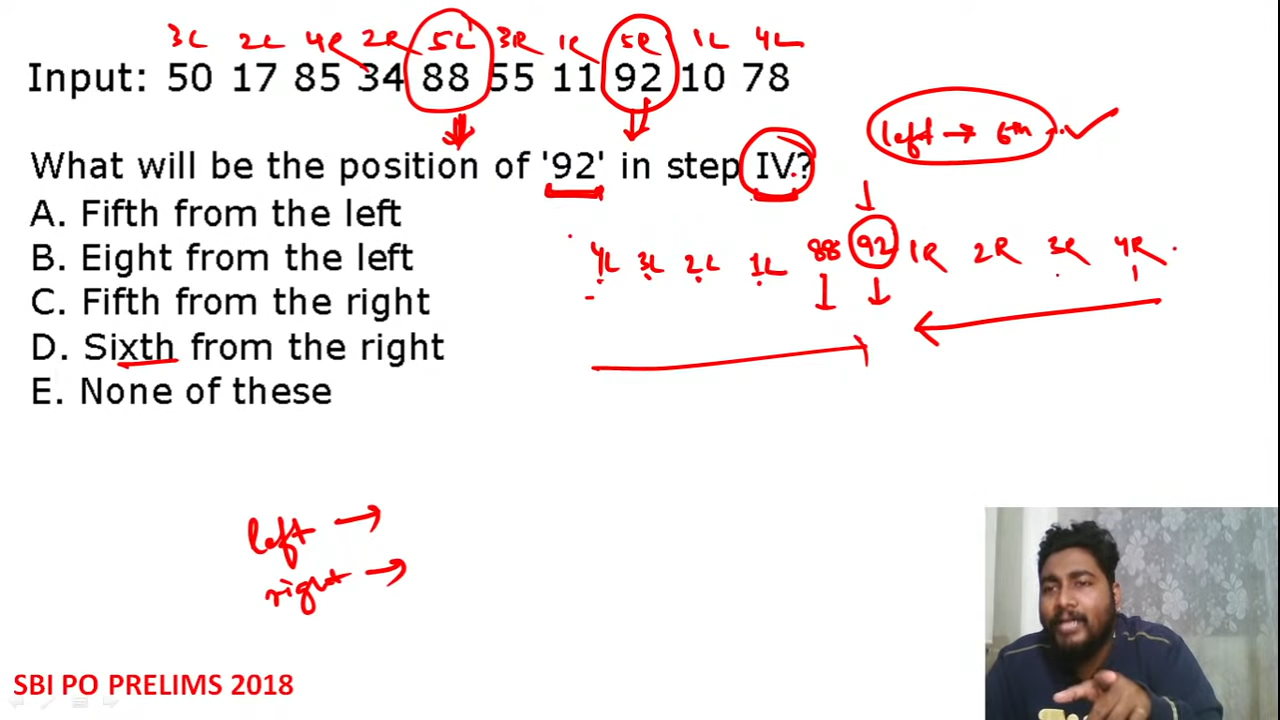 3L 2L 4R 2R 5L 3R 1R 5R 1L 4L
Input: 50 17 85 34 88 55 11 92 10 78
left → 6th
What will be the position of '92' in step IV?
A. Fifth from the left
B. Eight from the left
4L 3L 2L 1L 88 92 1R 2R 3R 4R
C. Fifth from the right
D. Sixth from the right
E. None of these
left →
right →
SBI PO PRELIMS 2018